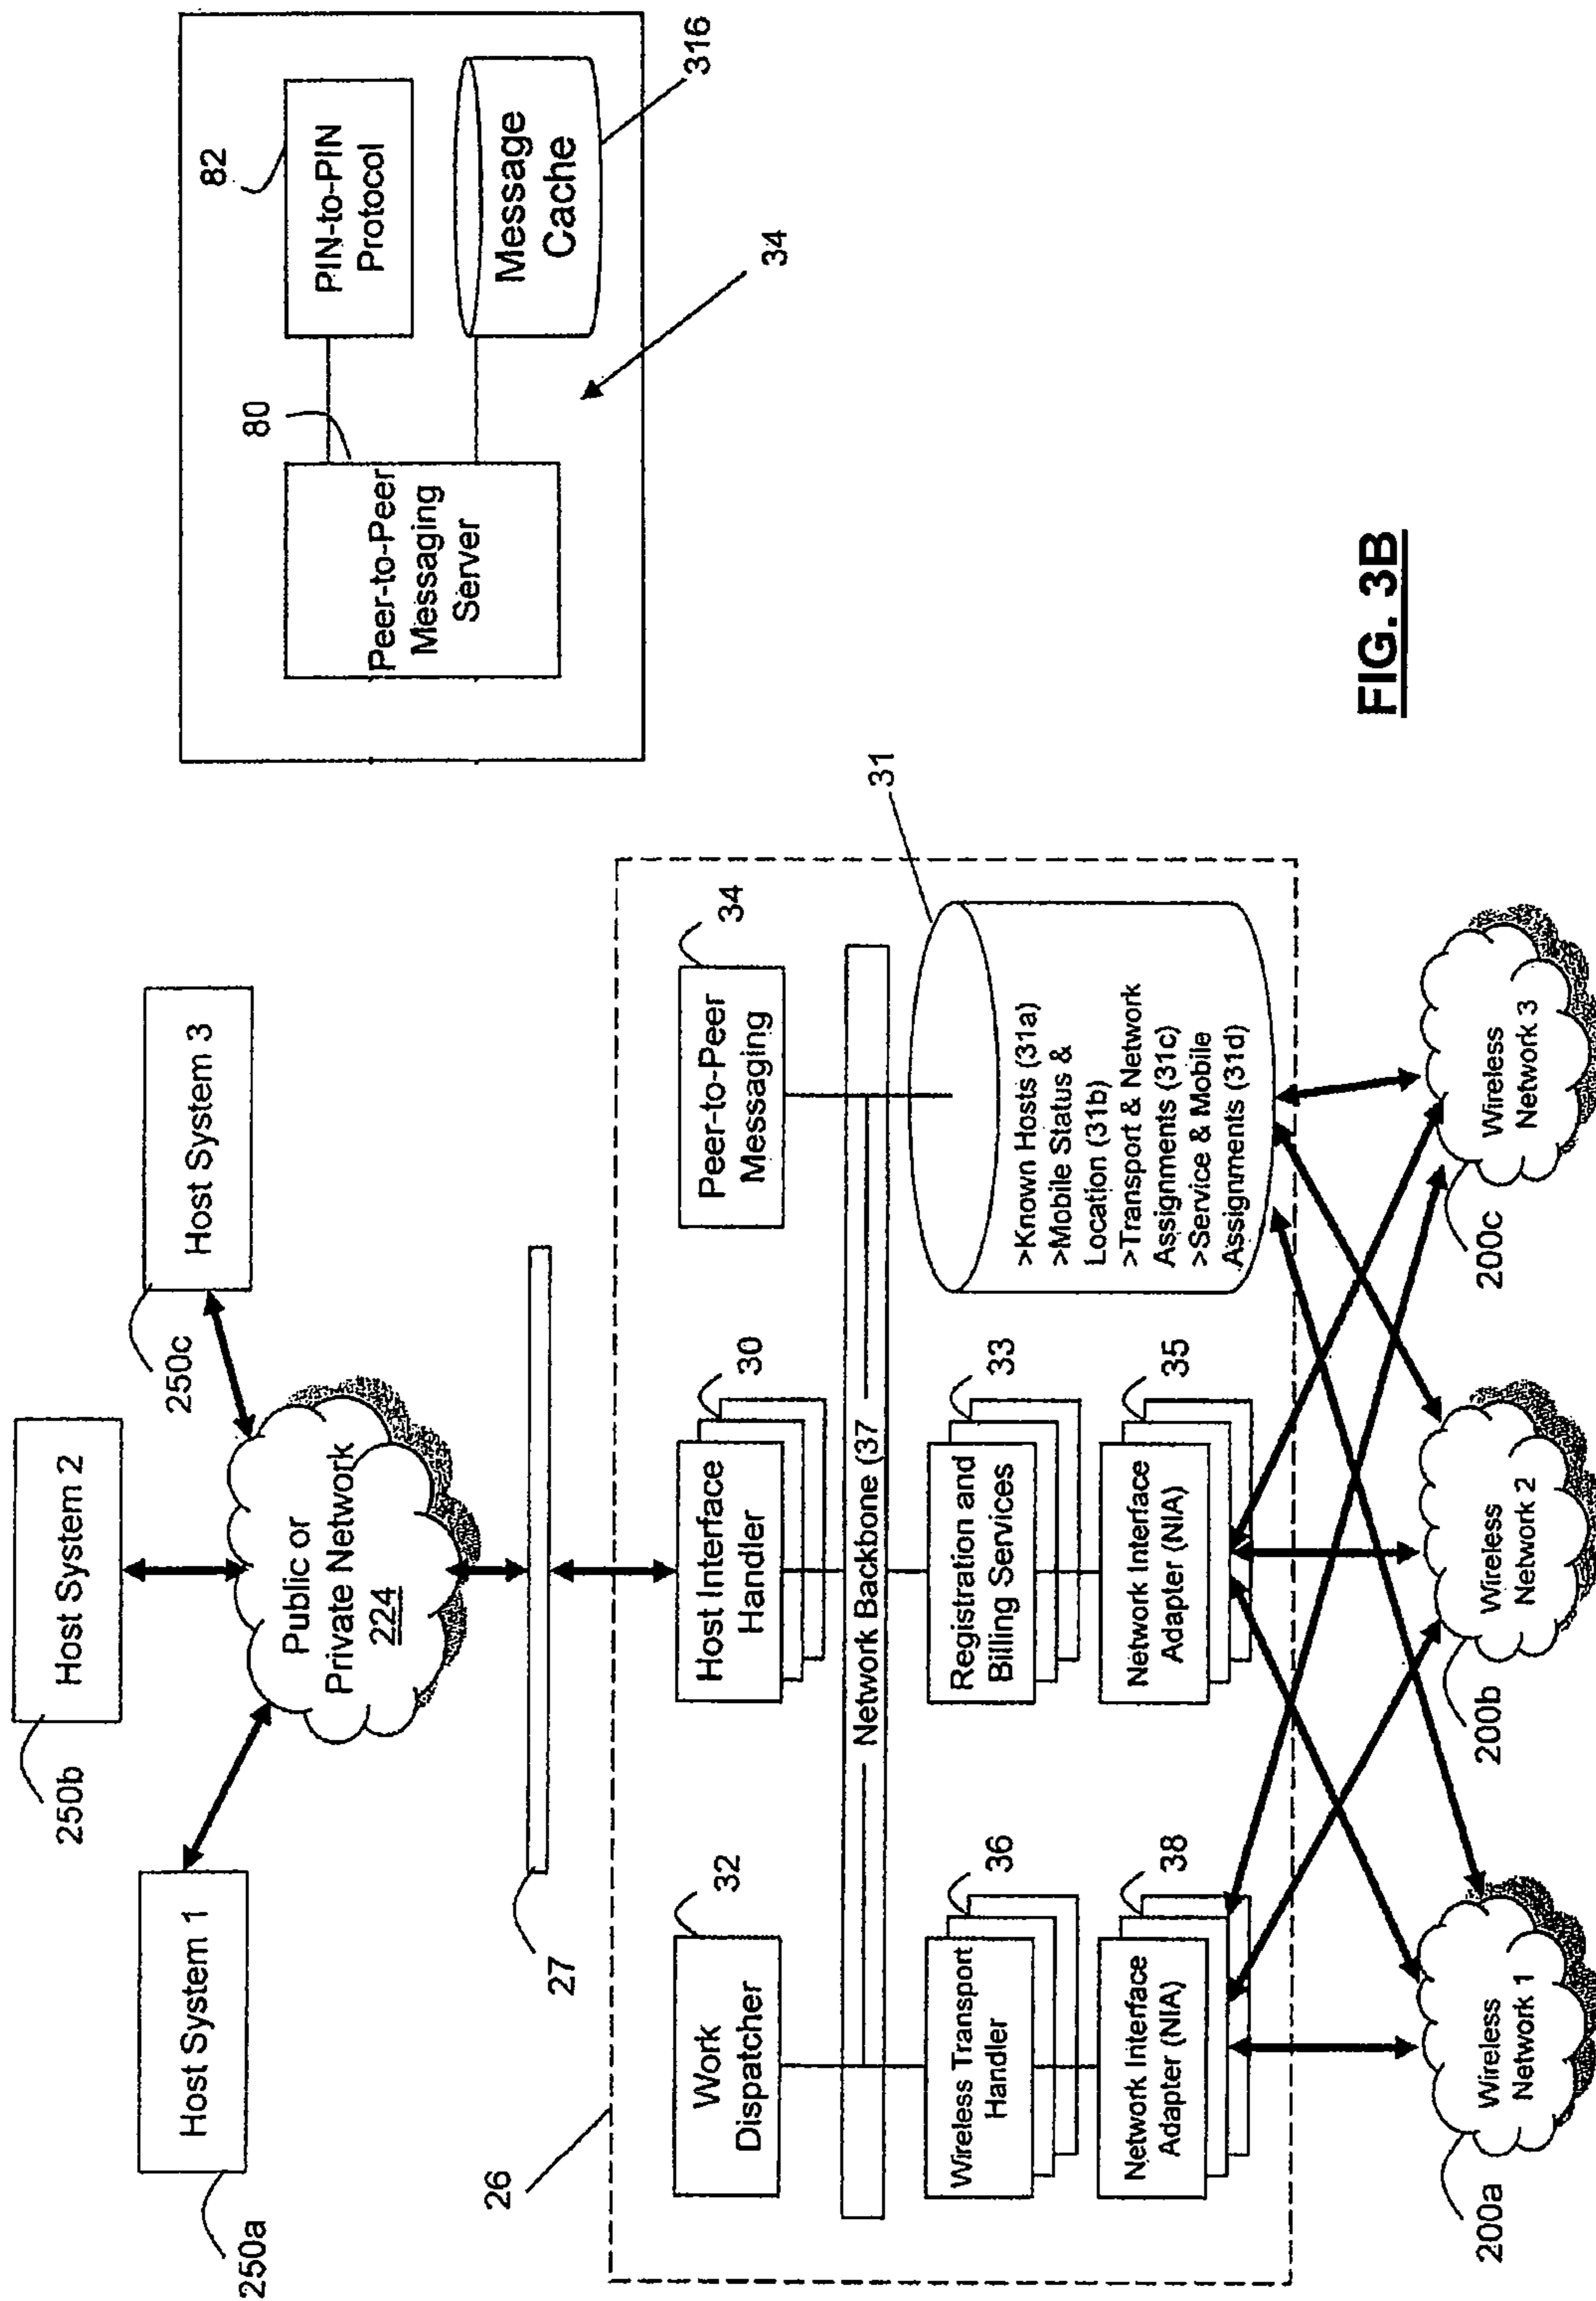 250b
Host System 2
250a
Host System 1
250c
Host System 3
Public or
Private Network
224
27
26
32
Work
Dispatcher
30
Host Interface
Handler
34
Peer-to-Peer
Messaging
Network Backbone (37
31
36
Wireless Transport
Handler
33
Registration and
Billing Services
>Known Hosts (31a)
>Mobile Status &
Location (31b)
>Transport & Network
Assignments (31c)
>Service & Mobile
Assignments (31d)
38
Network Interface
Adapter (NIA)
35
Network Interface
Adapter (NIA)
200a
Wireless
Network 1
200b
Wireless
Network 2
200c
Wireless
Network 3
82
PIN-to-PIN
Protocol
80
Peer-to-Peer
Messaging
Server
Message
Cache
316
34
FIG. 3B